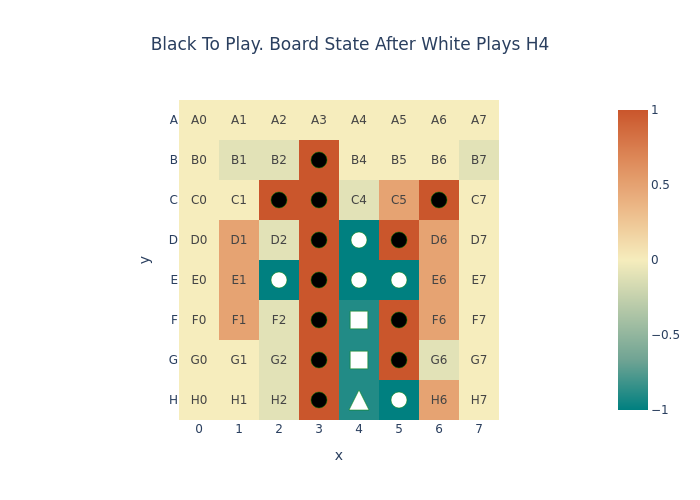 Black To Play. Board State After White Plays H4
A A0 A1 A2 A3 A4 A5 A6 A7
B B0 B1 B2 B4 B5 B6 B7
C C0 C1 C4 C5 C7
D D0 D1 D2 D6 D7
E E0 E1 E6 E7
F F0 F1 F2 F6 F7
G G0 G1 G2 G6 G7
H H0 H1 H2 H6 H7
0 1 2 3 4 5 6 7
x
y
1
0.5
0
−0.5
−1